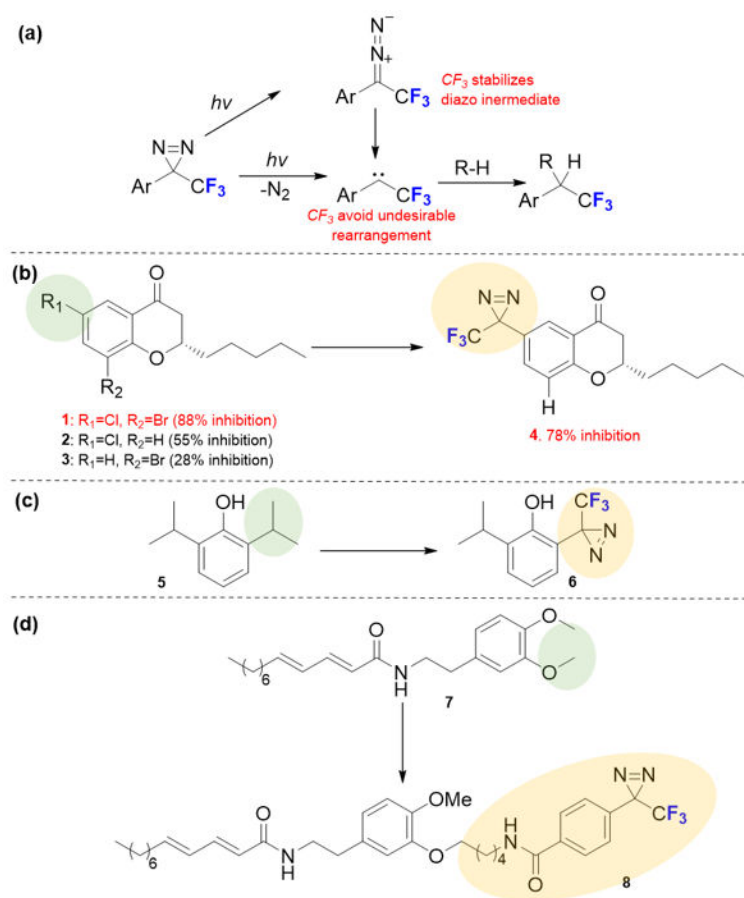 (a)
N−
N+
Ar
CF3
CF3 stabilizes
diazo inermediate
hν
N=N
Ar
CF3
hν
-N2
Ar
CF3
CF3 avoid undesirable
rearrangement
R-H
R
H
Ar
CF3
(b)
R1
O
O
R2
1: R1=Cl, R2=Br (88% inhibition)
2: R1=Cl, R2=H (55% inhibition)
3: R1=H, R2=Br (28% inhibition)
N=N
F3C
O
O
H
4. 78% inhibition
(c)
OH
5
OH
CF3
N
N
6
(d)
O
N
H
( )6
O
O
7
( )6
O
N
H
OMe
O
( )4
H
N
O
N=N
CF3
8